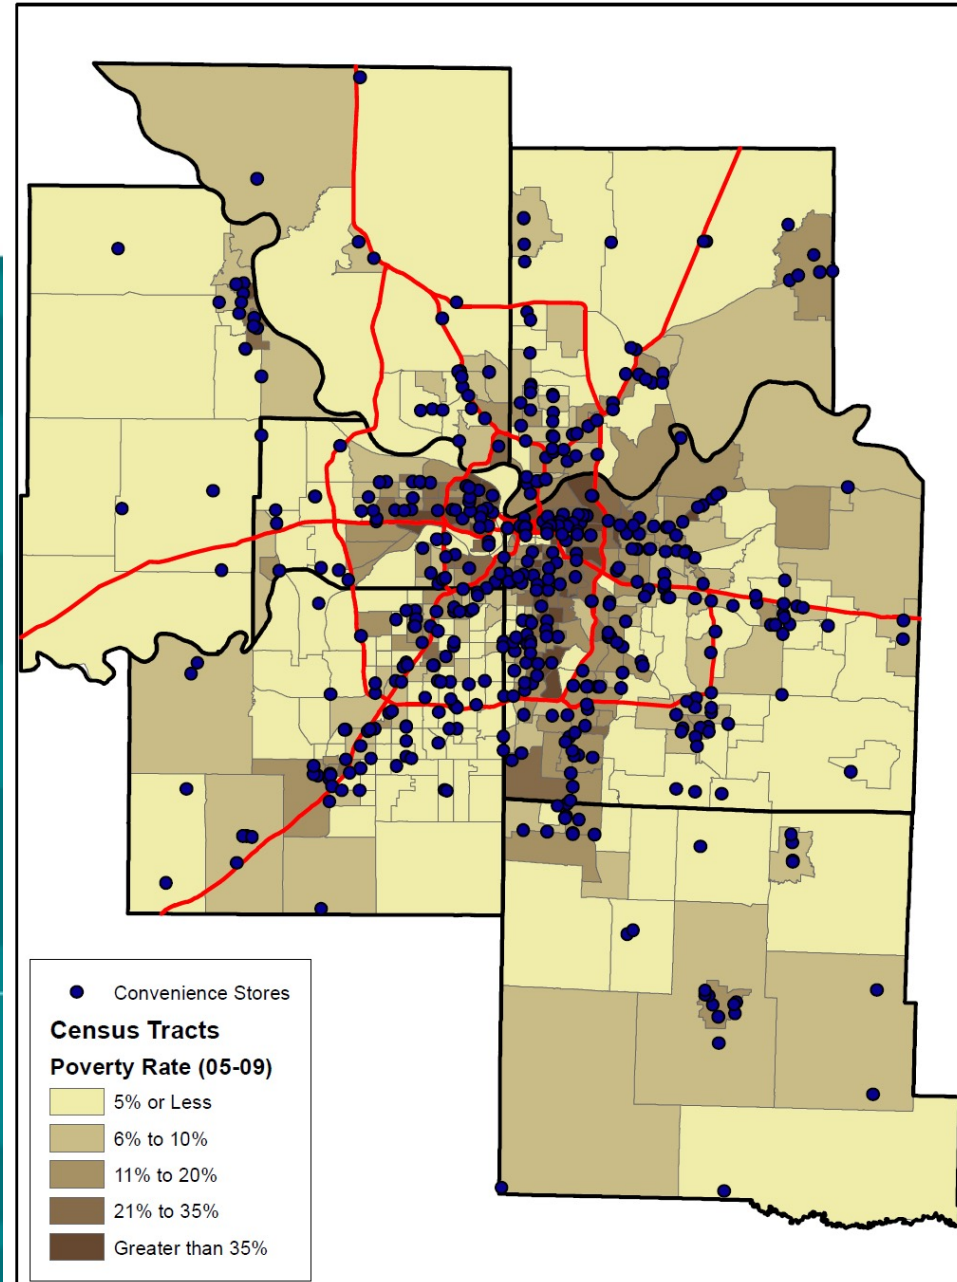 Convenience Stores
Census Tracts
Poverty Rate (05-09)
5% or Less
6% to 10%
11% to 20%
21% to 35%
Greater than 35%